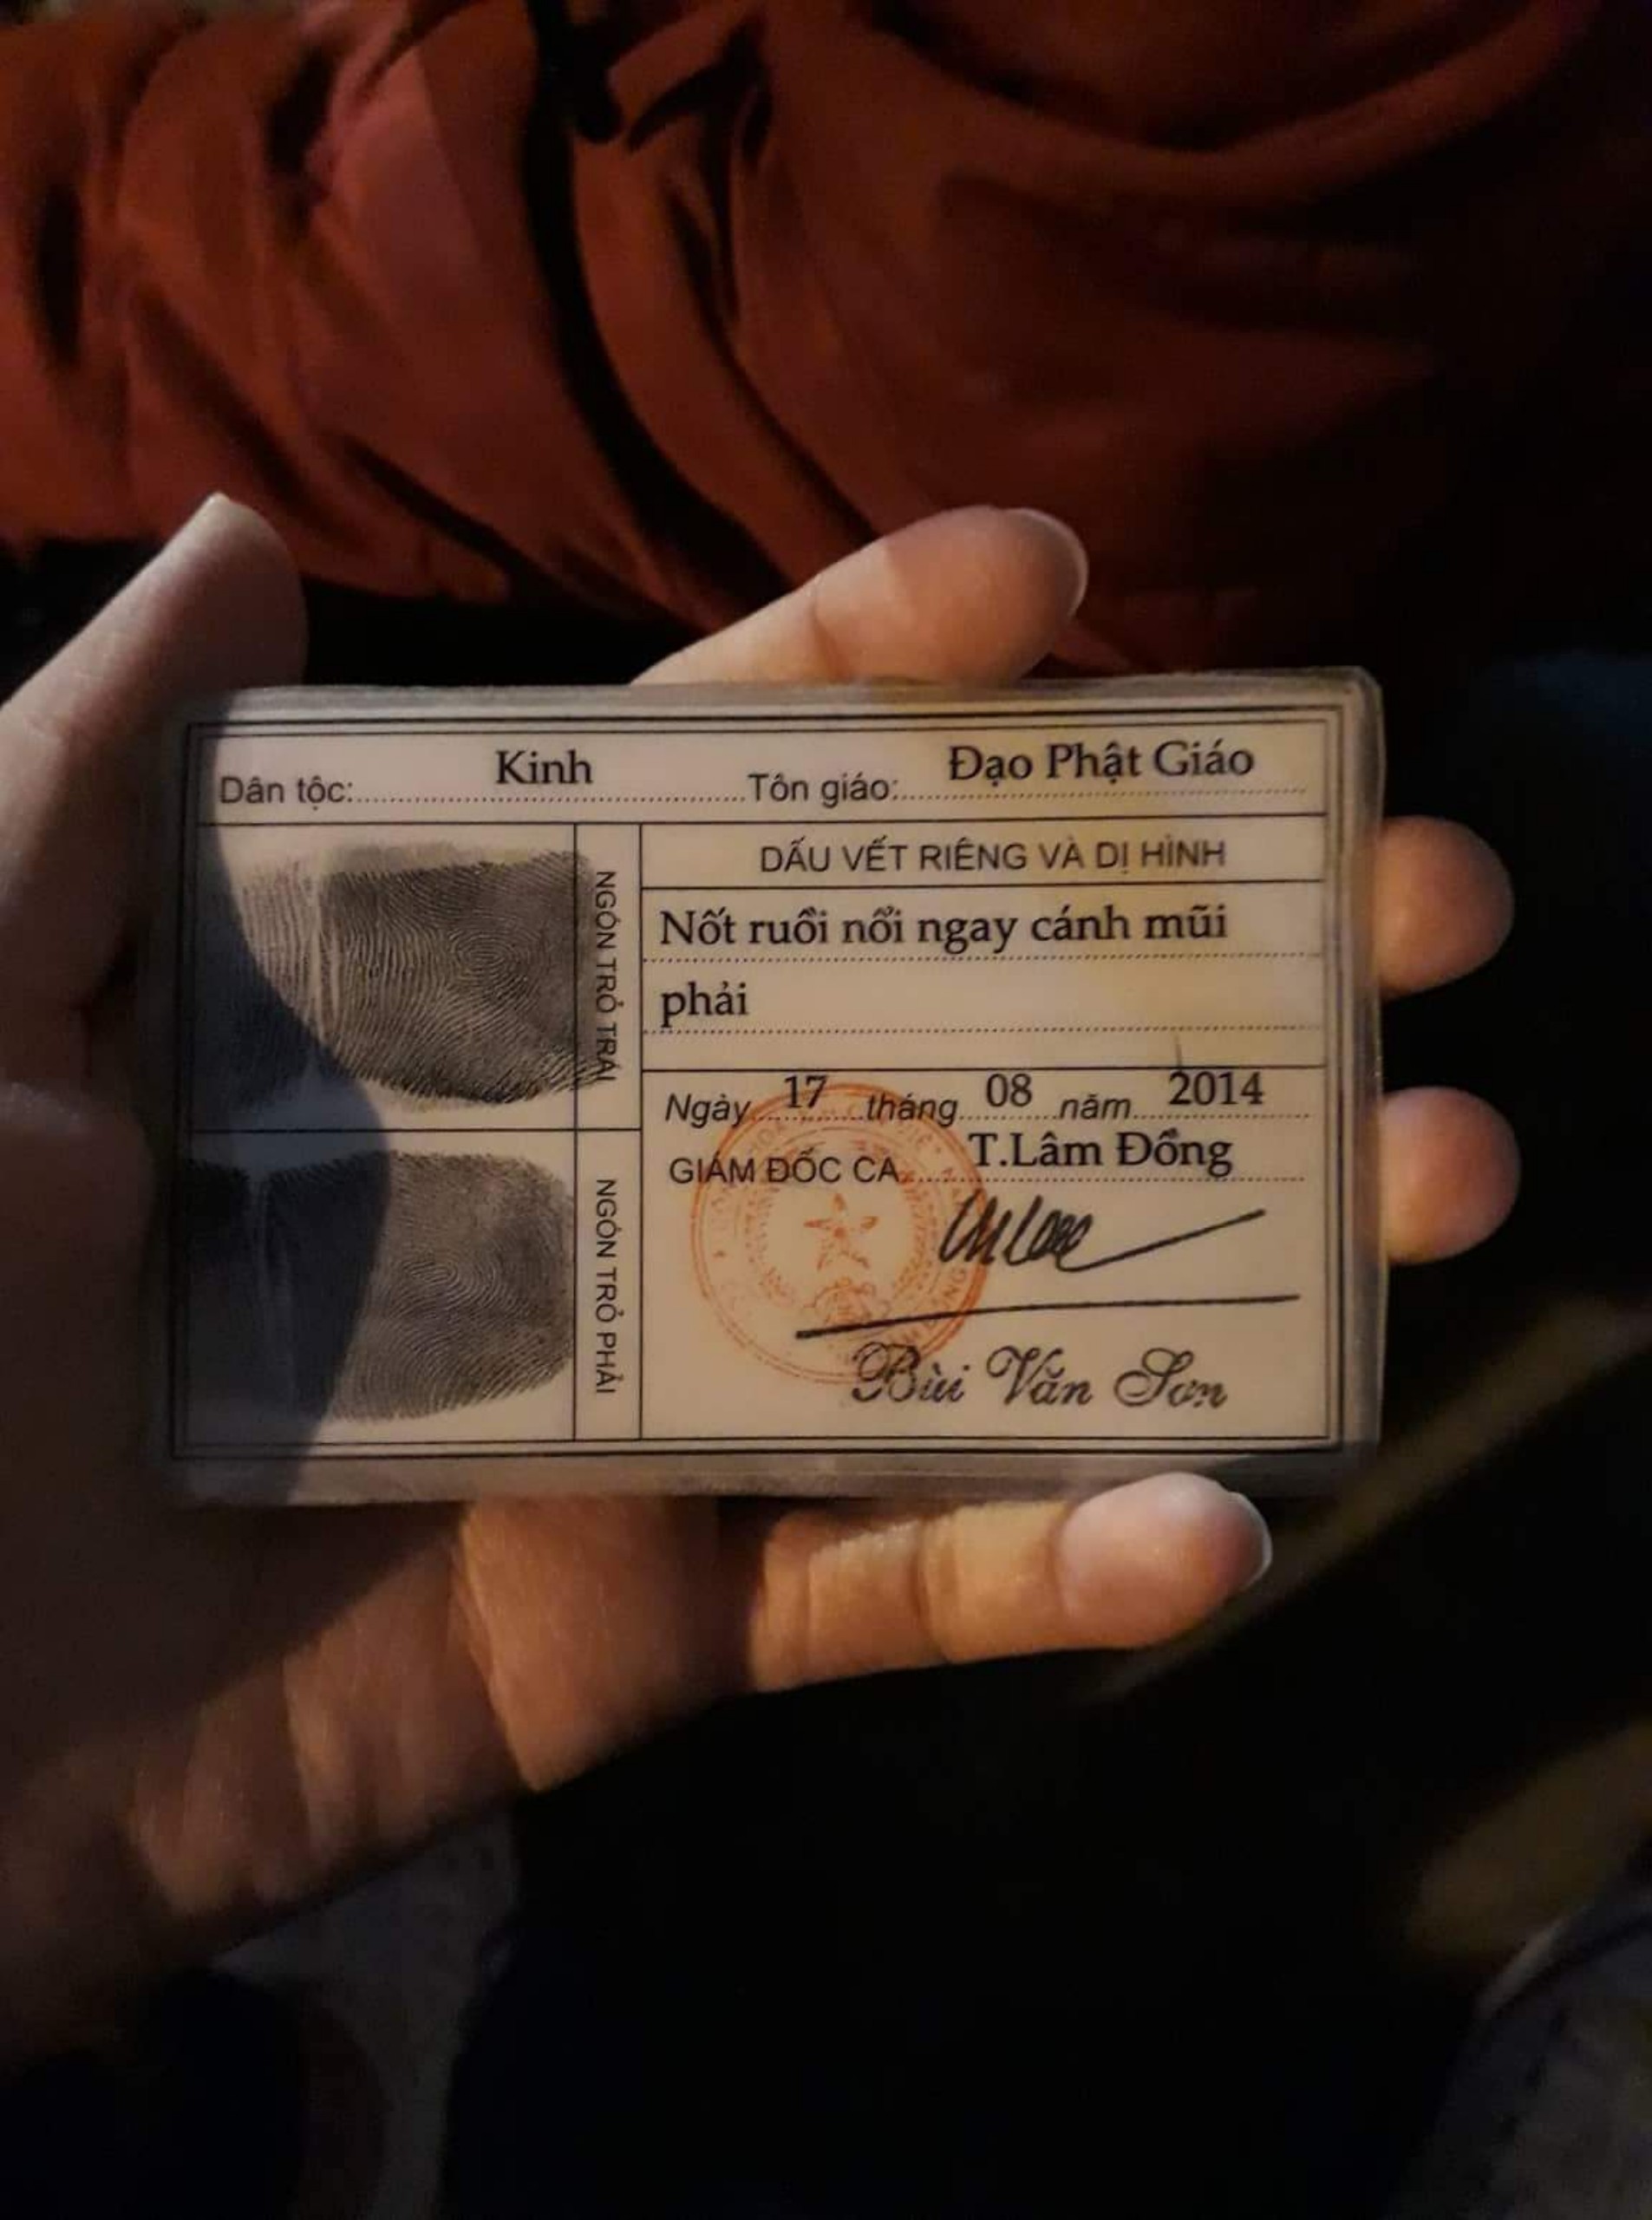 Dân tộc: Kinh Tôn giáo: Đạo Phật Giáo
NGÓN TRỎ TRÁI
NGÓN TRỎ PHẢI
DẤU VẾT RIÊNG VÀ DỊ HÌNH
Nốt ruồi nổi ngay cánh mũi
phải
Ngày 17 tháng 08 năm 2014
GIÁM ĐỐC CA T.Lâm Đồng
Bùi Văn Sơn